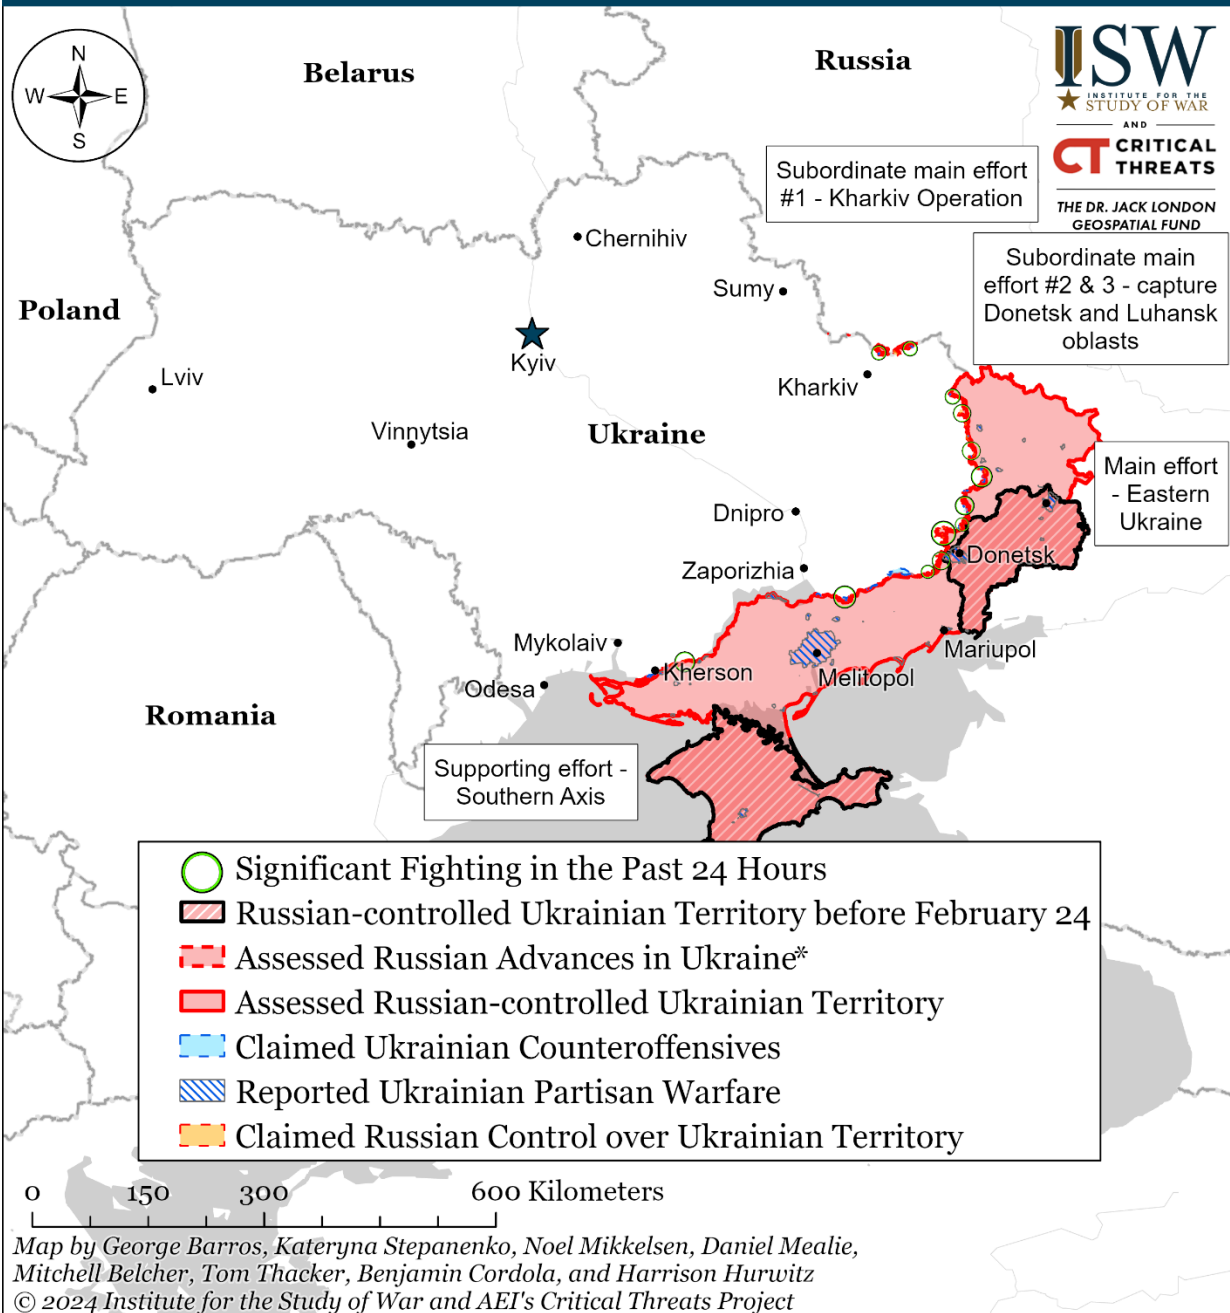 N
W
E
S
Belarus
Russia
ISW
INSTITUTE FOR THE
STUDY OF WAR
AND
CT CRITICAL
THREATS
THE DR. JACK LONDON
GEOSPATIAL FUND
Subordinate main effort
#1 - Kharkiv Operation
Subordinate main
effort #2 & 3 - capture
Donetsk and Luhansk
oblasts
Chernihiv
Sumy
Poland
Kyiv
Lviv
Kharkiv
Vinnytsia
Ukraine
Main effort
- Eastern
Ukraine
Dnipro
Donetsk
Zaporizhia
Mykolaiv
Mariupol
Kherson
Melitopol
Odesa
Romania
Supporting effort -
Southern Axis
Significant Fighting in the Past 24 Hours
Russian-controlled Ukrainian Territory before February 24
Assessed Russian Advances in Ukraine*
Assessed Russian-controlled Ukrainian Territory
Claimed Ukrainian Counteroffensives
Reported Ukrainian Partisan Warfare
Claimed Russian Control over Ukrainian Territory
0 150 300 600 Kilometers
Map by George Barros, Kateryna Stepanenko, Noel Mikkelsen, Daniel Mealie,
Mitchell Belcher, Tom Thacker, Benjamin Cordola, and Harrison Hurwitz
© 2024 Institute for the Study of War and AEI's Critical Threats Project